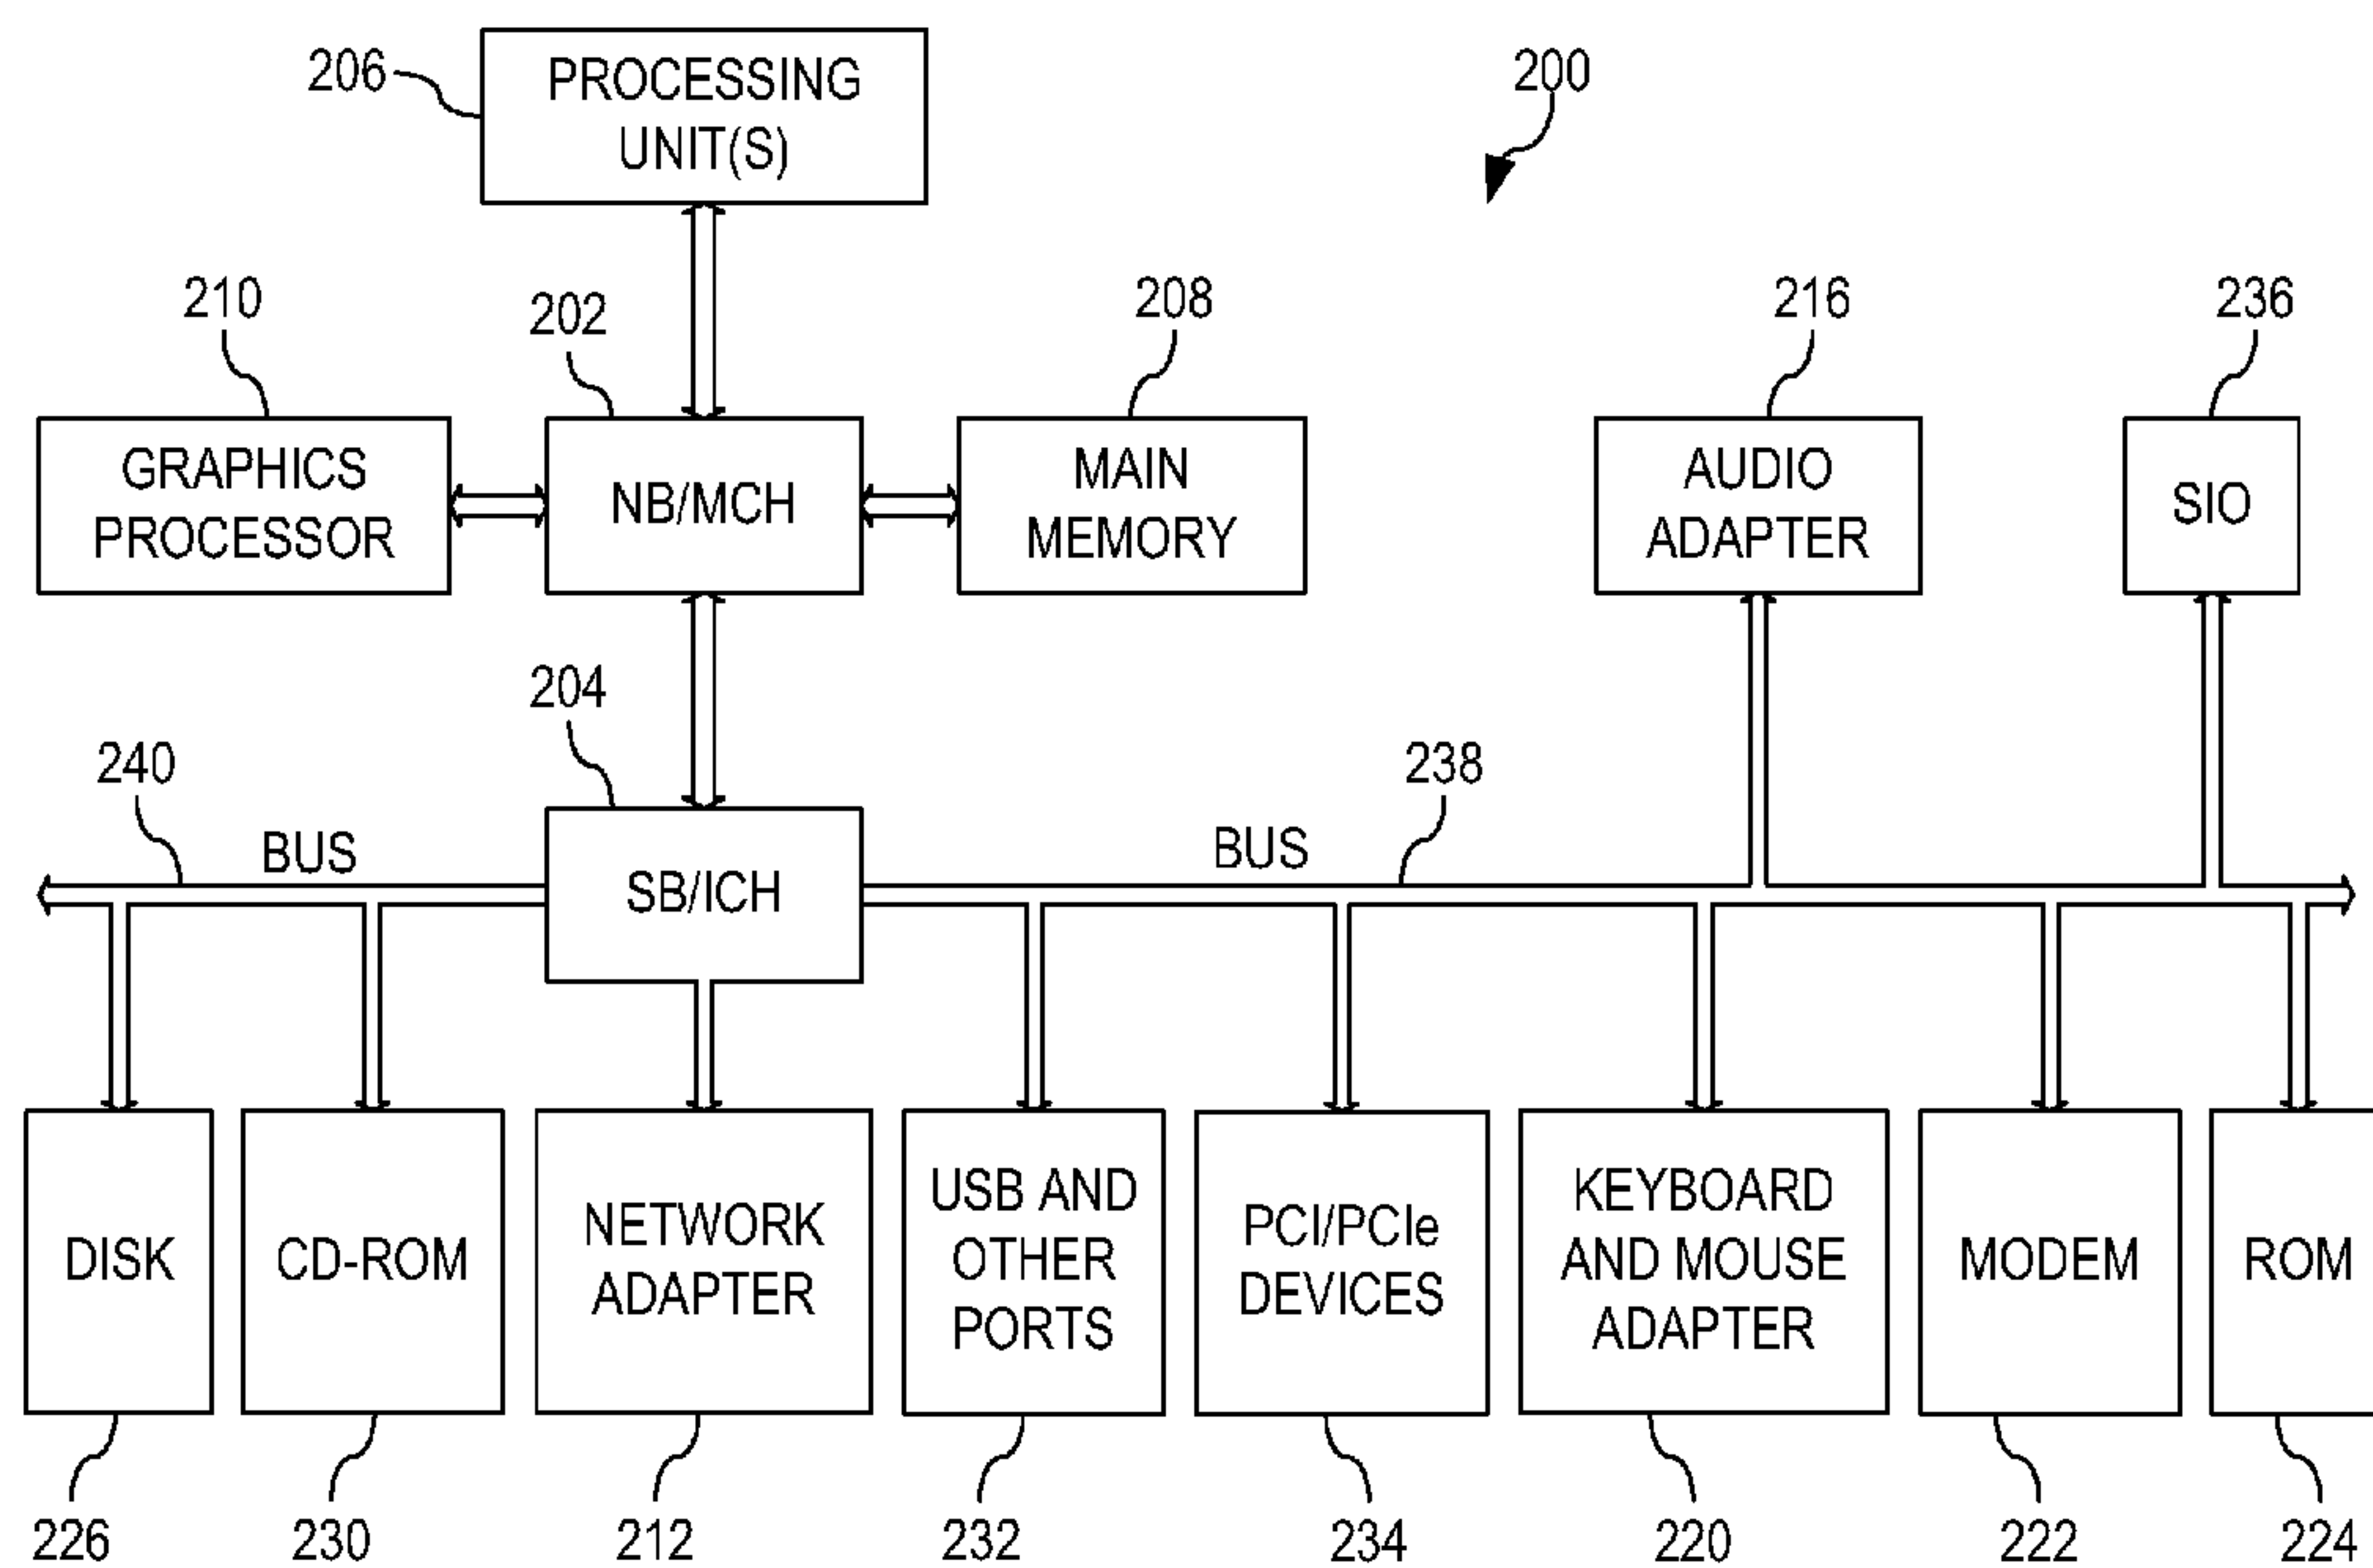 206
PROCESSING
UNIT(S)
200
210
202
208
216
236
GRAPHICS
PROCESSOR
NB/MCH
MAIN
MEMORY
AUDIO
ADAPTER
SIO
204
240
238
BUS
BUS
SB/ICH
DISK
CD-ROM
NETWORK
ADAPTER
USB AND
OTHER
PORTS
PCI/PCIe
DEVICES
KEYBOARD
AND MOUSE
ADAPTER
MODEM
ROM
226
230
212
232
234
220
222
224